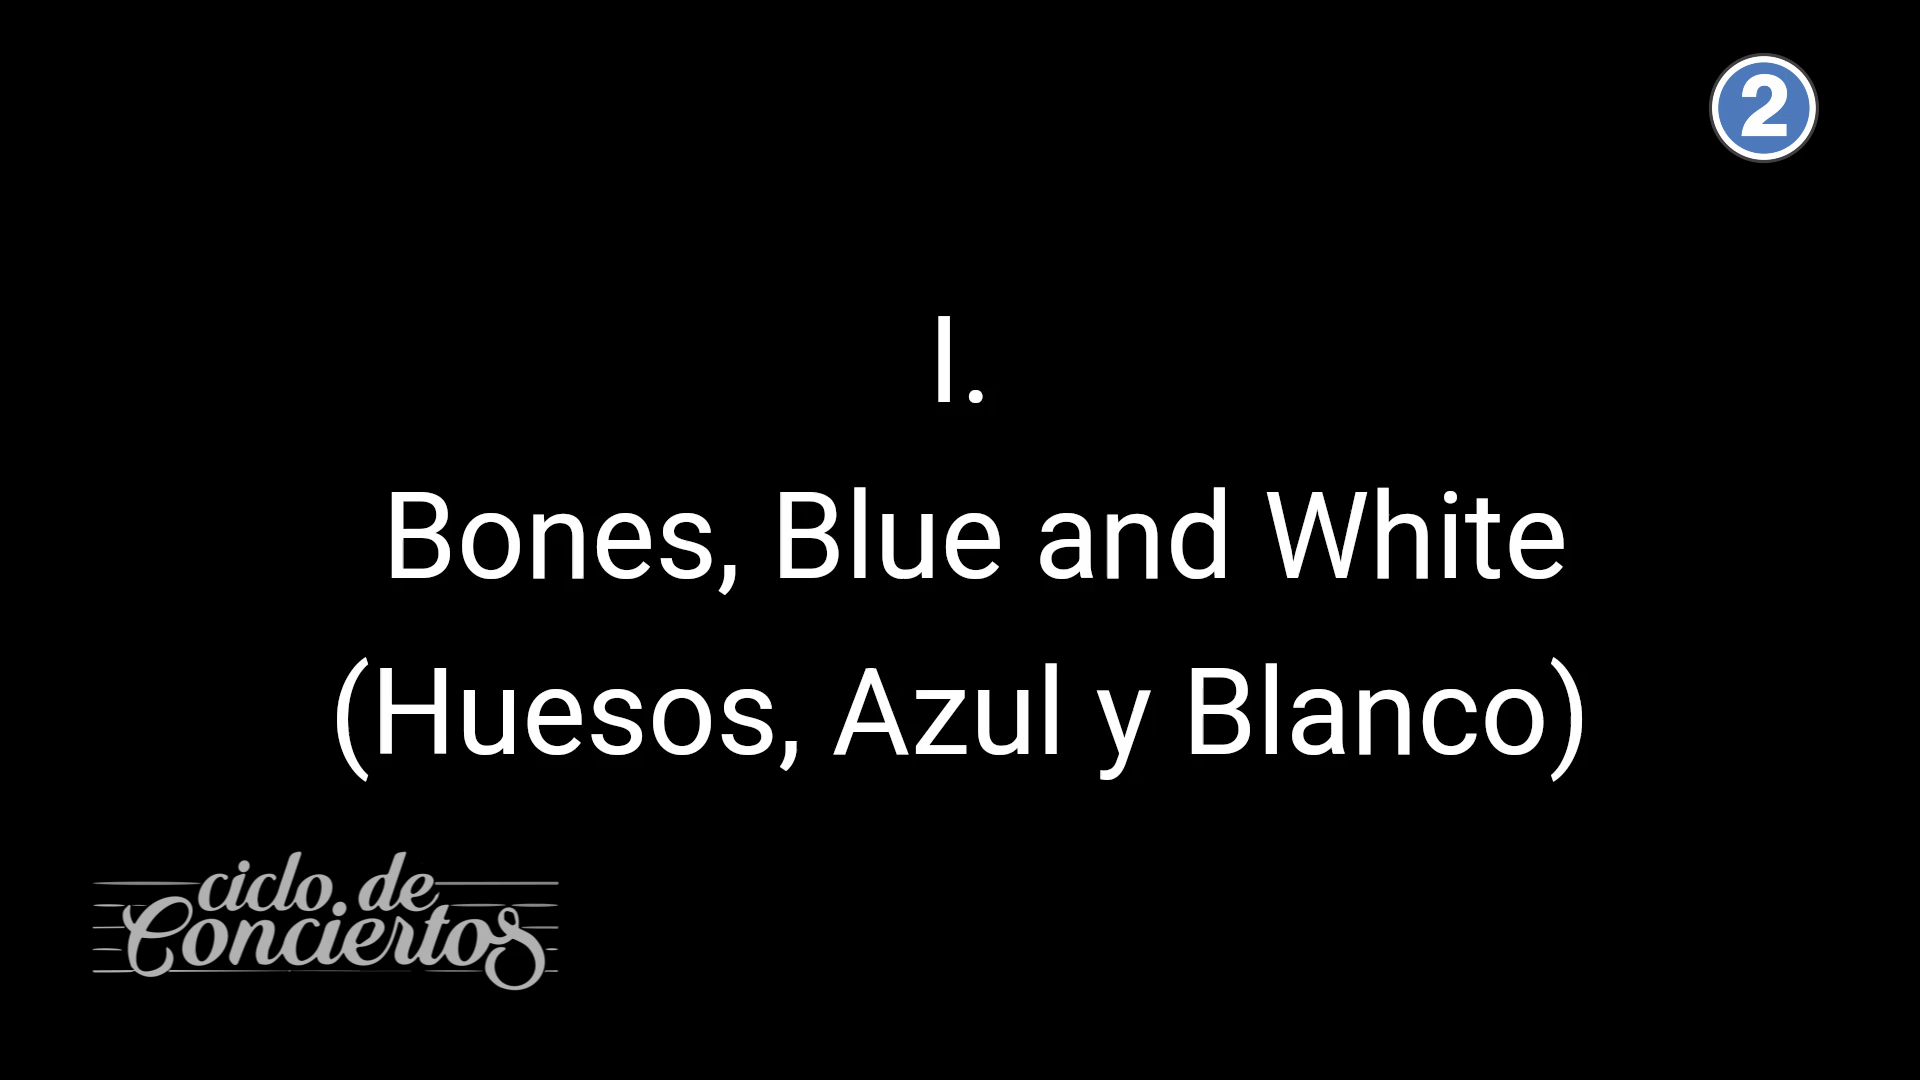 2
I.
Bones, Blue and White
(Huesos, Azul y Blanco)
ciclo de
Conciertos